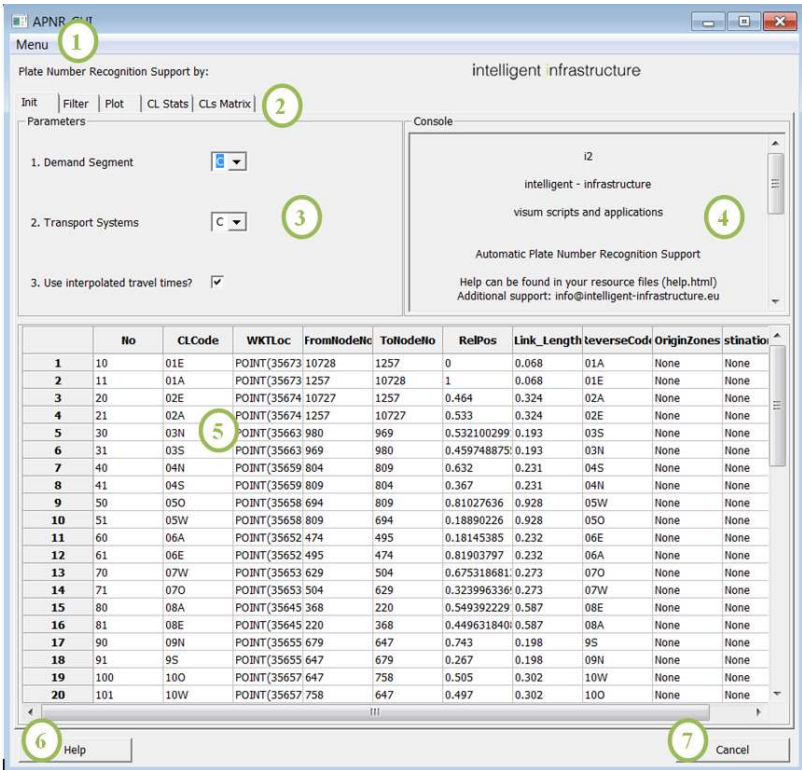 APNR GUI
Menu
1
Plate Number Recognition Support by:
intelligent infrastructure
Init Filter Plot CL Stats CLs Matrix
2
Parameters
1. Demand Segment C
2. Transport Systems C
3
3. Use interpolated travel times?
Console
i2
intelligent - infrastructure
visum scripts and applications
4
Automatic Plate Number Recognition Support
Help can be found in your resource files (help.html)
Additional support: info@intelligent-infrastructure.eu
No CLCode WKTLoc FromNodeNo ToNodeNo RelPos Link_Length ReverseCode OriginZones stination
1 10 01E POINT(35673 10728 1257 0 0.068 01A None None
2 11 01A POINT(35673 1257 10728 1 0.068 01E None None
3 20 02E POINT(35674 10727 1257 0.464 0.324 02A None None
4 21 02A POINT(35674 1257 10727 0.533 0.324 02E None None
5 30 03N POINT(35663 980 969 0.532100299 0.193 03S None None
6 31 03S POINT(35663 969 980 0.459748875 0.193 03N None None
7 40 04N POINT(35659 804 809 0.632 0.231 04S None None
8 41 04S POINT(35659 809 804 0.367 0.231 04N None None
9 50 05O POINT(35658 694 809 0.81027636 0.928 05W None None
10 51 05W POINT(35658 809 694 0.18890226 0.928 05O None None
11 60 06A POINT(35652 474 495 0.18145385 0.232 06E None None
12 61 06E POINT(35652 495 474 0.81903797 0.232 06A None None
13 70 07W POINT(35653 629 504 0.675318681 0.273 07O None None
14 71 07O POINT(35653 504 629 0.323996336 0.273 07W None None
15 80 08A POINT(35645 368 220 0.549392229 0.587 08E None None
16 81 08E POINT(35645 220 368 0.449631840 0.587 08A None None
17 90 09N POINT(35655 679 647 0.743 0.198 9S None None
18 91 9S POINT(35655 647 679 0.267 0.198 09N None None
19 100 10O POINT(35657 647 758 0.505 0.302 10W None None
20 101 10W POINT(35657 758 647 0.497 0.302 10O None None
5
6
Help
7
Cancel